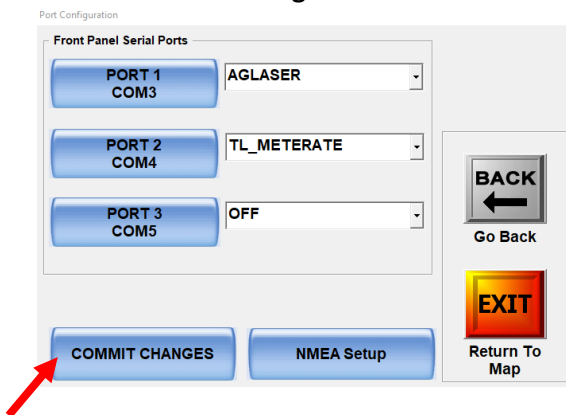 Port Configuration
Front Panel Serial Ports
PORT 1
COM3
AGLASER
PORT 2
COM4
TL_METERATE
PORT 3
COM5
OFF
BACK
Go Back
EXIT
Return To
Map
COMMIT CHANGES
NMEA Setup